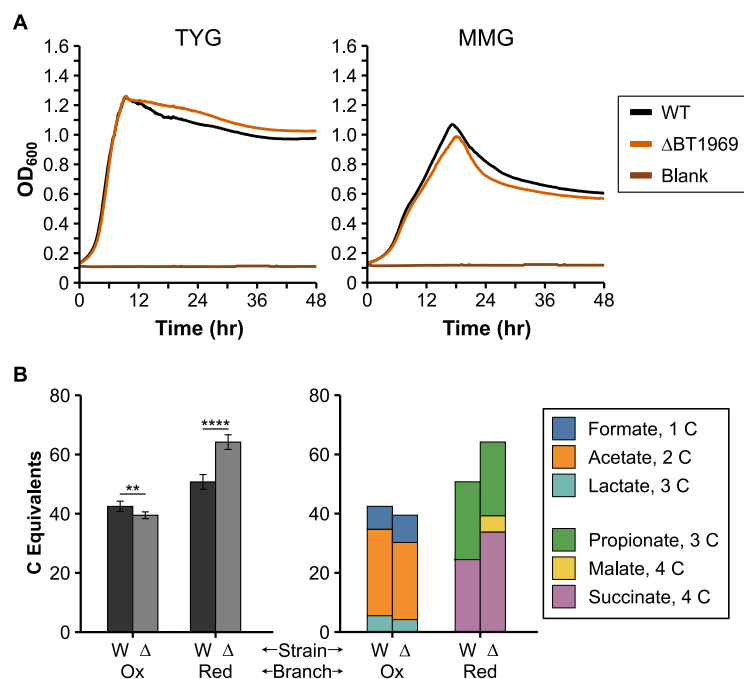 A
TYG
MMG
OD600
1.6
1.4
1.2
1.0
0.8
0.6
0.4
0.2
0
0 12 24 36 48
Time (hr)
1.6
1.4
1.2
1.0
0.8
0.6
0.4
0.2
0
0 12 24 36 48
Time (hr)
WT
ΔBT1969
Blank
B
C Equivalents
80
60
40
20
0
**
****
W Δ W Δ
Ox Red
←Strain→
←Branch→
80
60
40
20
0
W Δ W Δ
Ox Red
Formate, 1 C
Acetate, 2 C
Lactate, 3 C
Propionate, 3 C
Malate, 4 C
Succinate, 4 C